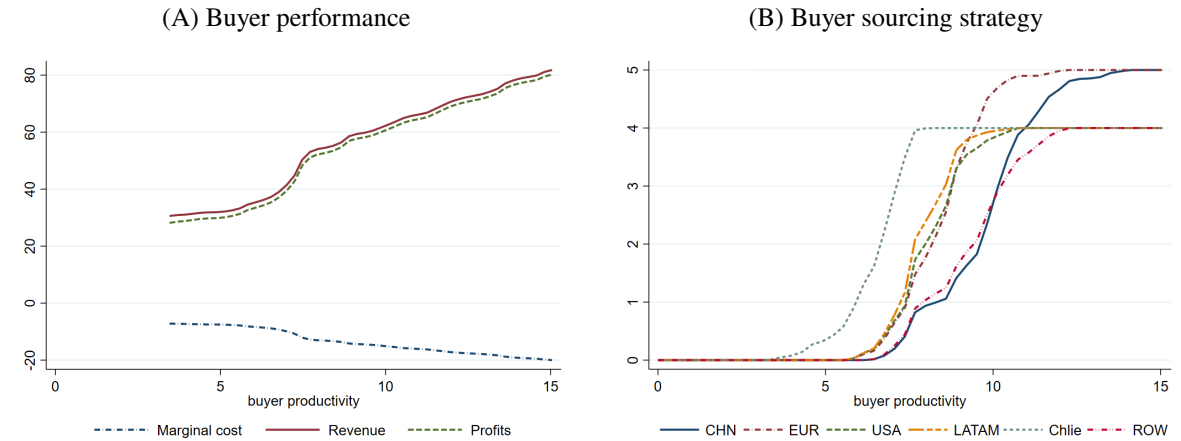 (A) Buyer performance
80
60
40
20
0
-20
0 5 10 15
buyer productivity
Marginal cost Revenue Profits
(B) Buyer sourcing strategy
5
4
3
2
1
0
0 5 10 15
buyer productivity
CHN EUR USA LATAM Chlie ROW